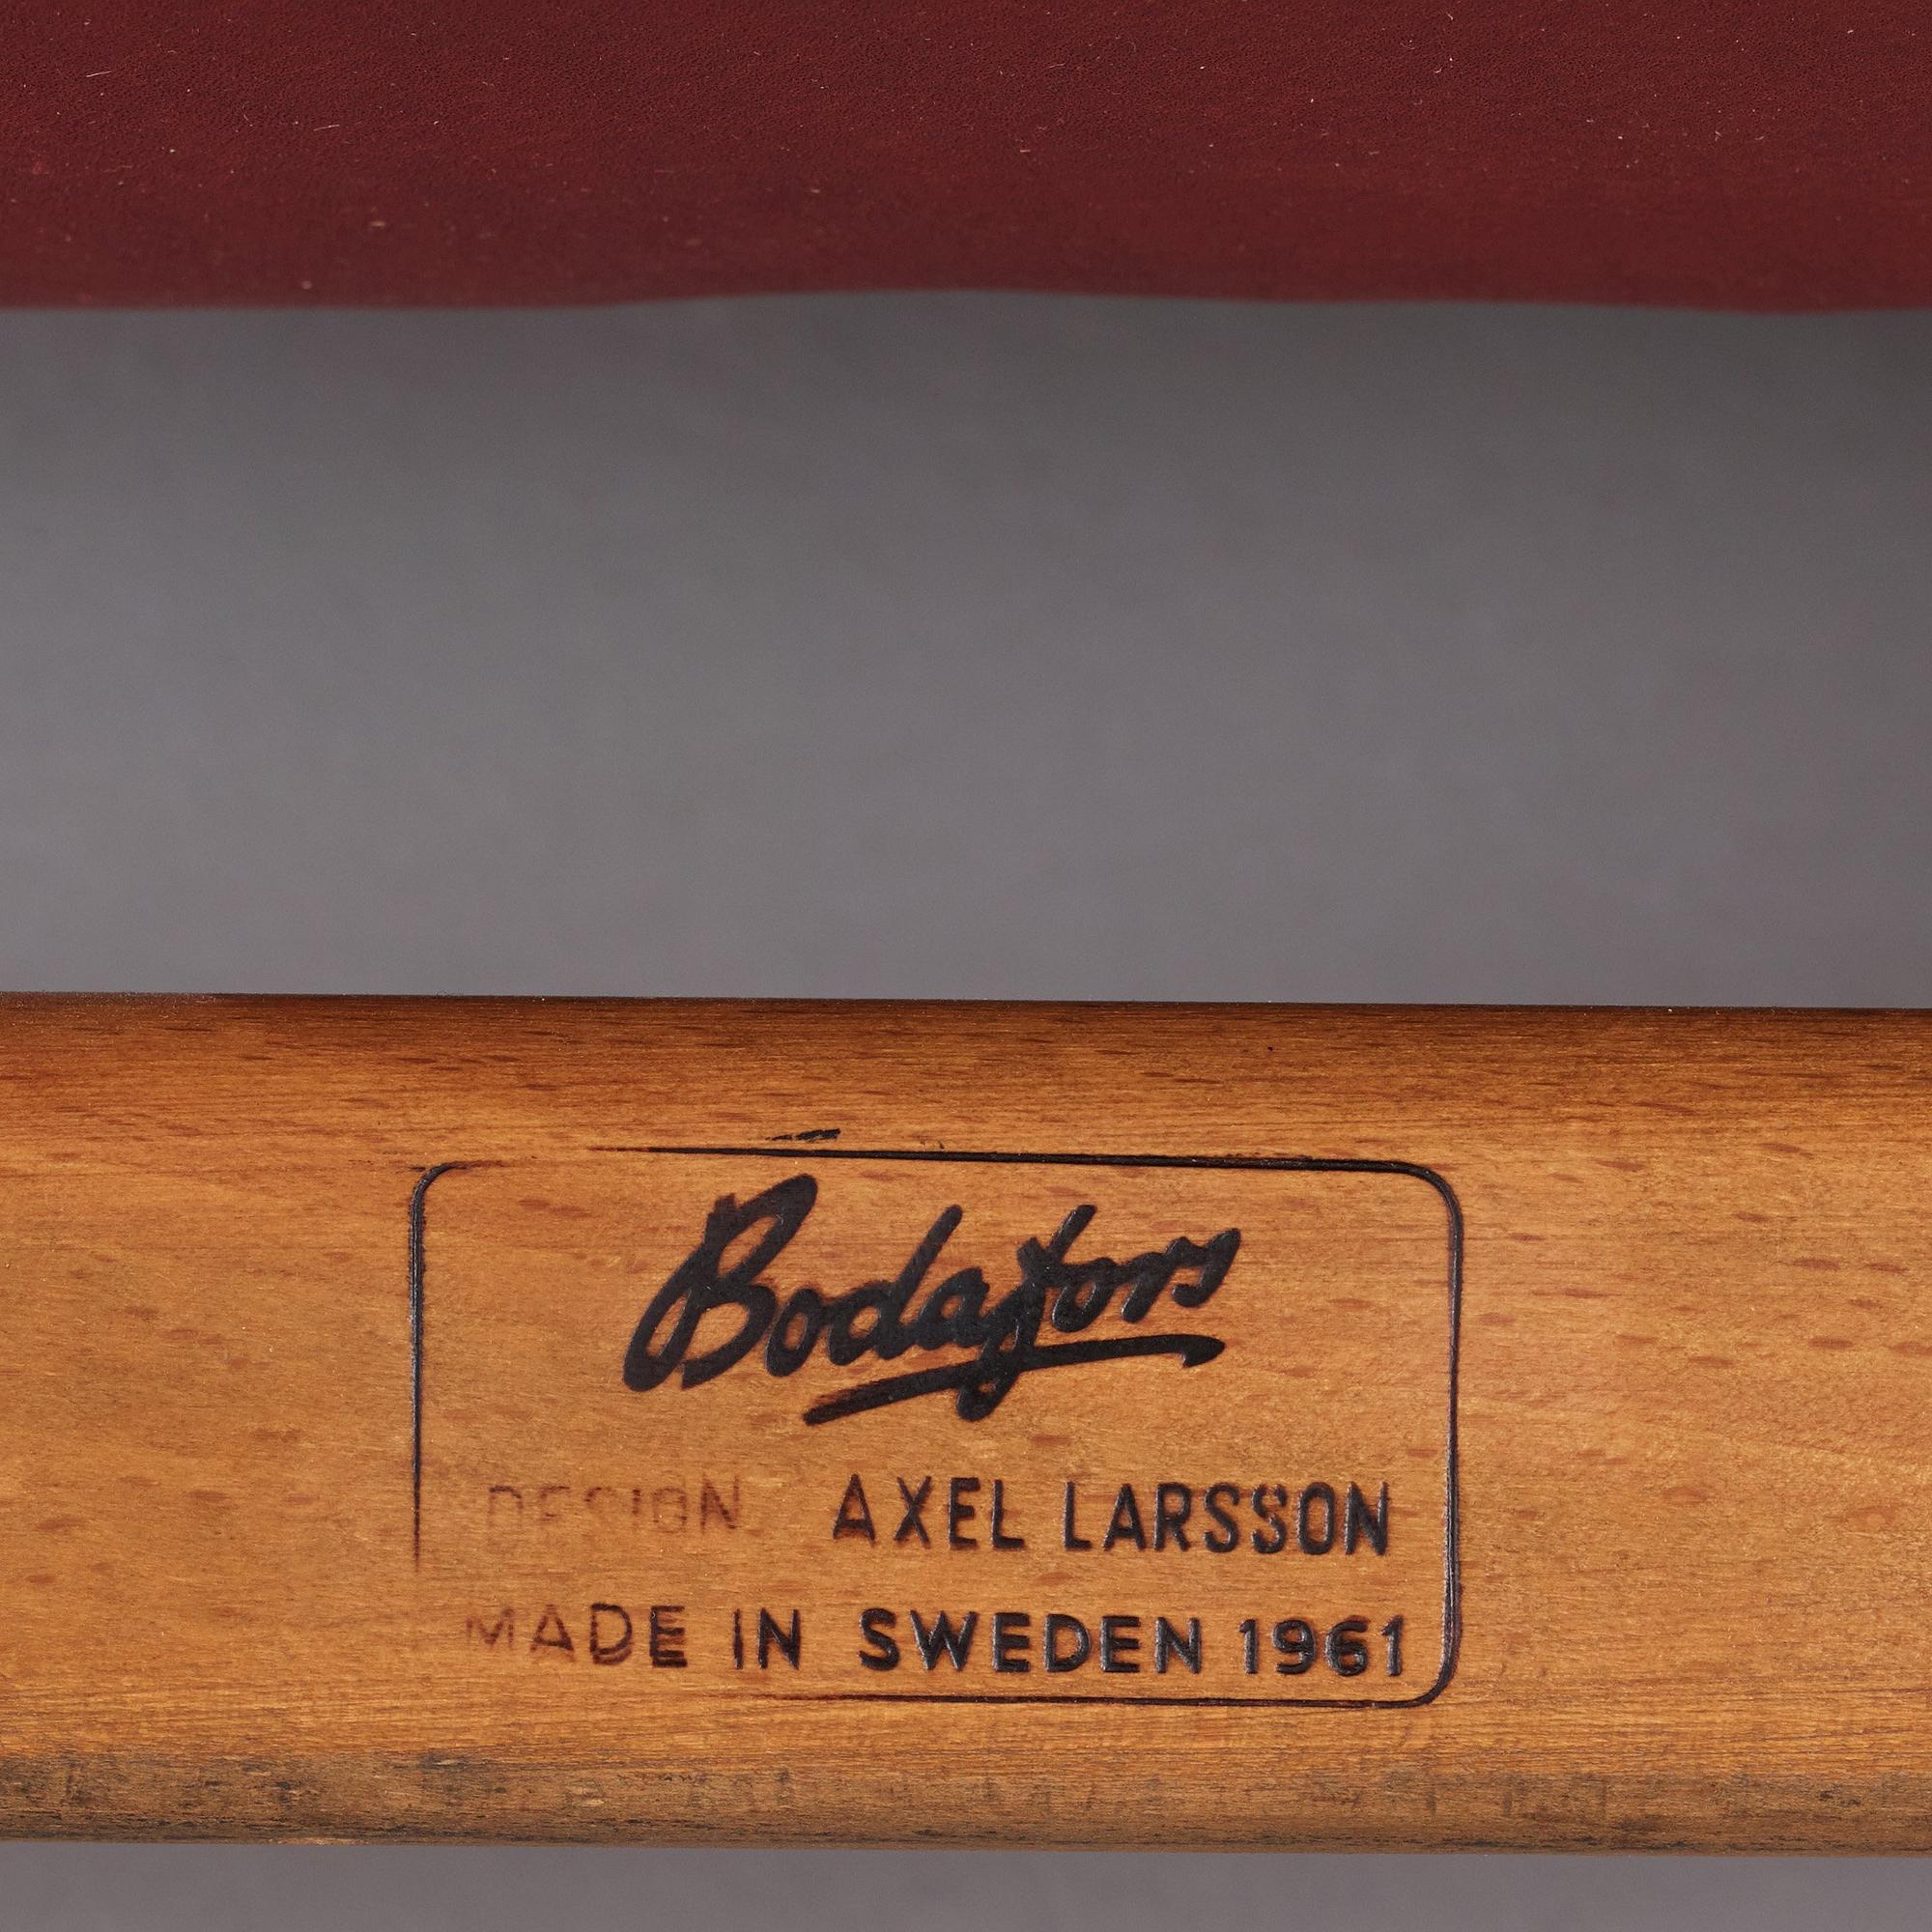 Bodafors
DESIGN AXEL LARSSON
MADE IN SWEDEN 1961